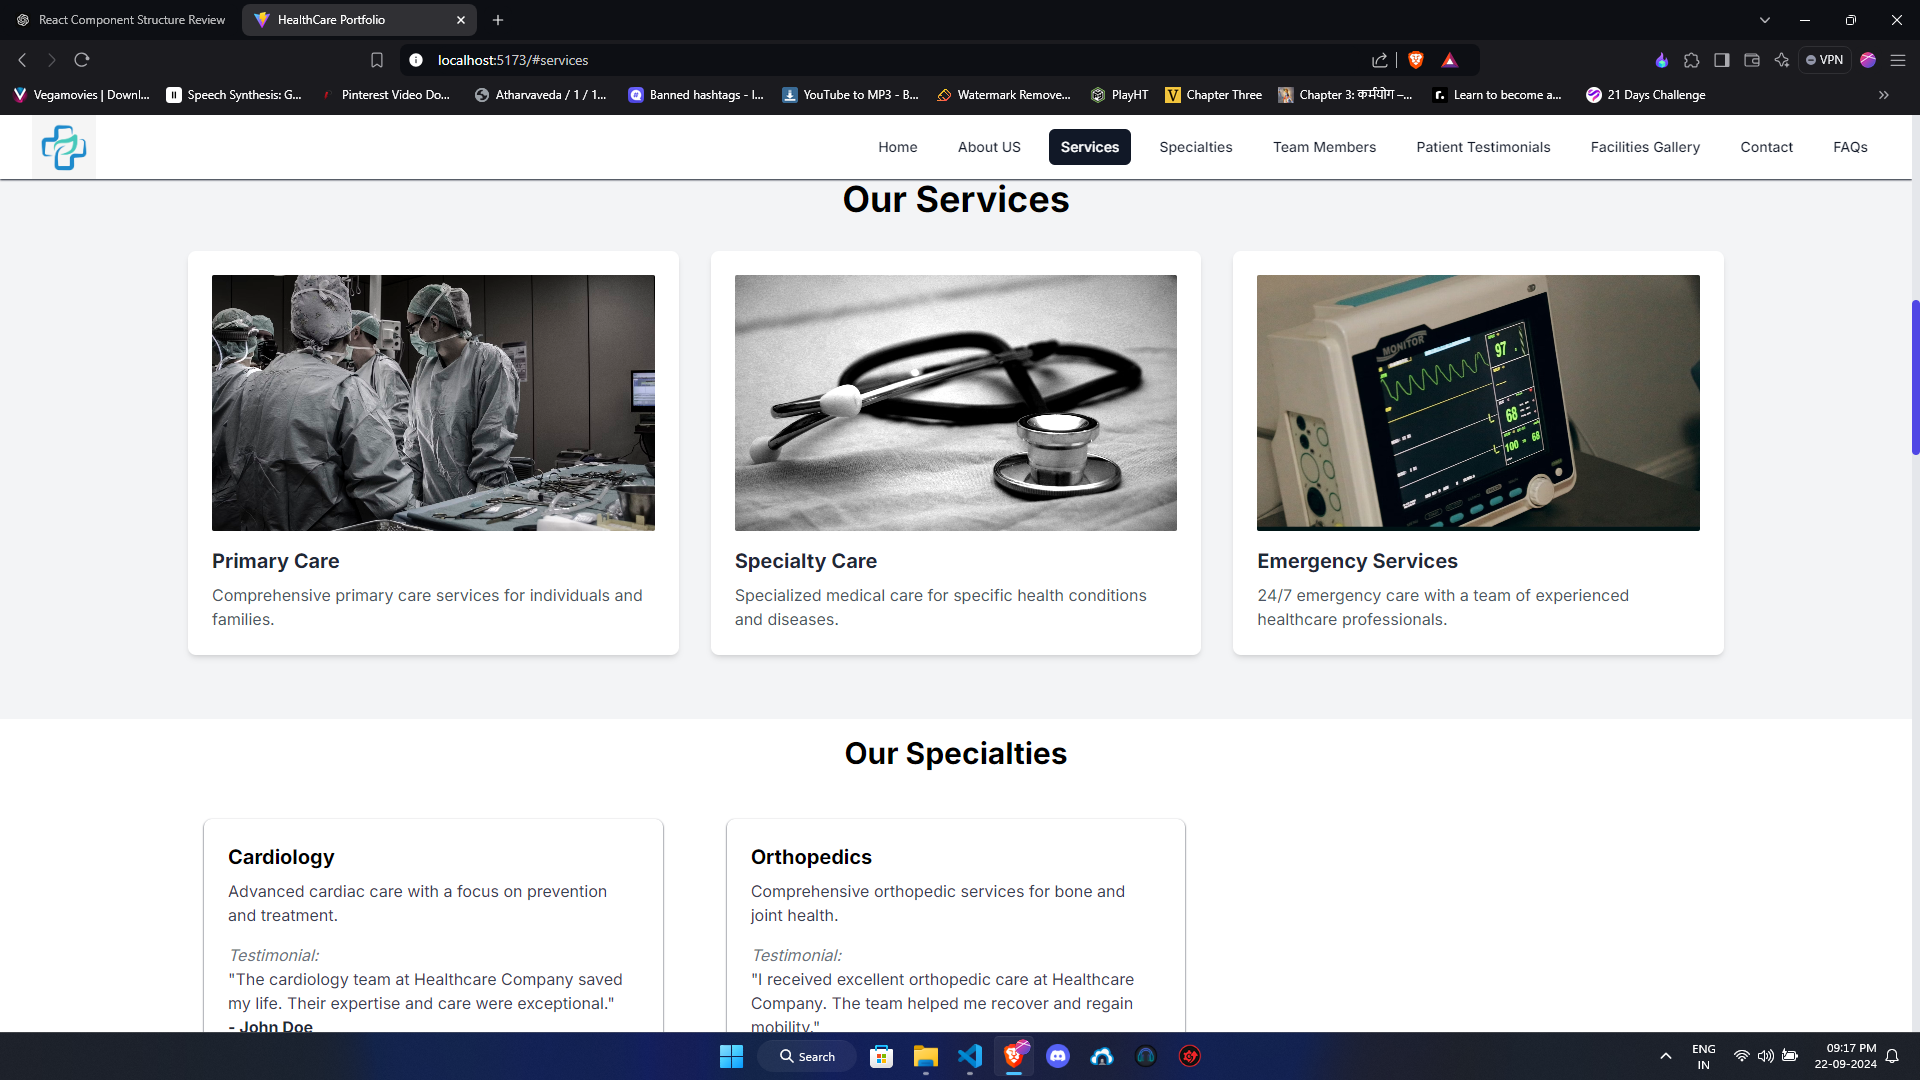 React Component Structure Review
HealthCare Portfolio
localhost:5173/#services
VPN
Vegamovies | Downl...
Speech Synthesis: G...
Pinterest Video Do...
Atharvaveda / 1 / 1...
Banned hashtags - I...
YouTube to MP3 - B...
Watermark Remove...
PlayHT
Chapter Three
Chapter 3: कर्मयोग –...
Learn to become a...
21 Days Challenge
Home
About US
Services
Specialties
Team Members
Patient Testimonials
Facilities Gallery
Contact
FAQs
Our Services
MONITOR
97
68
100
68
Primary Care
Comprehensive primary care services for individuals and
families.
Specialty Care
Specialized medical care for specific health conditions
and diseases.
Emergency Services
24/7 emergency care with a team of experienced
healthcare professionals.
Our Specialties
Cardiology
Advanced cardiac care with a focus on prevention
and treatment.
Testimonial:
"The cardiology team at Healthcare Company saved
my life. Their expertise and care were exceptional."
- John Doe
Orthopedics
Comprehensive orthopedic services for bone and
joint health.
Testimonial:
"I received excellent orthopedic care at Healthcare
Company. The team helped me recover and regain
mobility."
Search
ENG
IN
09:17 PM
22-09-2024